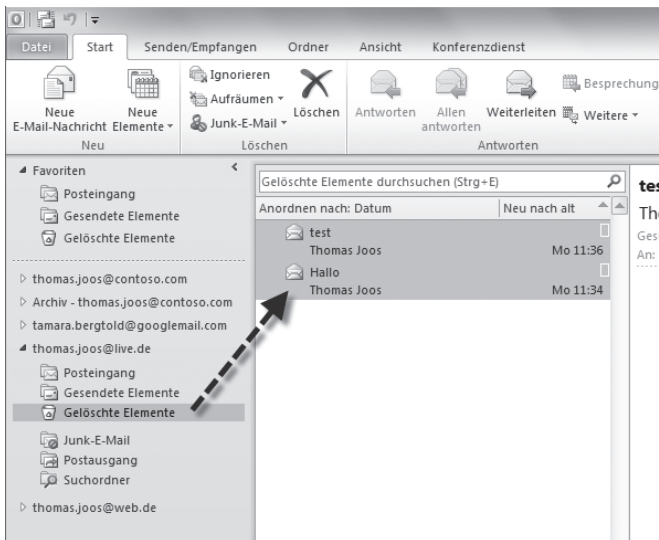 Datei Start Senden/Empfangen Ordner Ansicht Konferenzdienst
Neue E-Mail-Nachricht
Neue Elemente
Neu
Ignorieren
Aufräumen
Junk-E-Mail
Löschen
Löschen
Antworten
Allen antworten
Weiterleiten
Besprechung
Weitere
Antworten
Favoriten
Posteingang
Gesendete Elemente
Gelöschte Elemente
thomas.joos@contoso.com
Archiv - thomas.joos@contoso.com
tamara.bergtold@googlemail.com
thomas.joos@live.de
Posteingang
Gesendete Elemente
Gelöschte Elemente
Junk-E-Mail
Postausgang
Suchordner
thomas.joos@web.de
Gelöschte Elemente durchsuchen (Strg+E)
Anordnen nach: Datum Neu nach alt
test
Thomas Joos Mo 11:36
Hallo
Thomas Joos Mo 11:34
An: